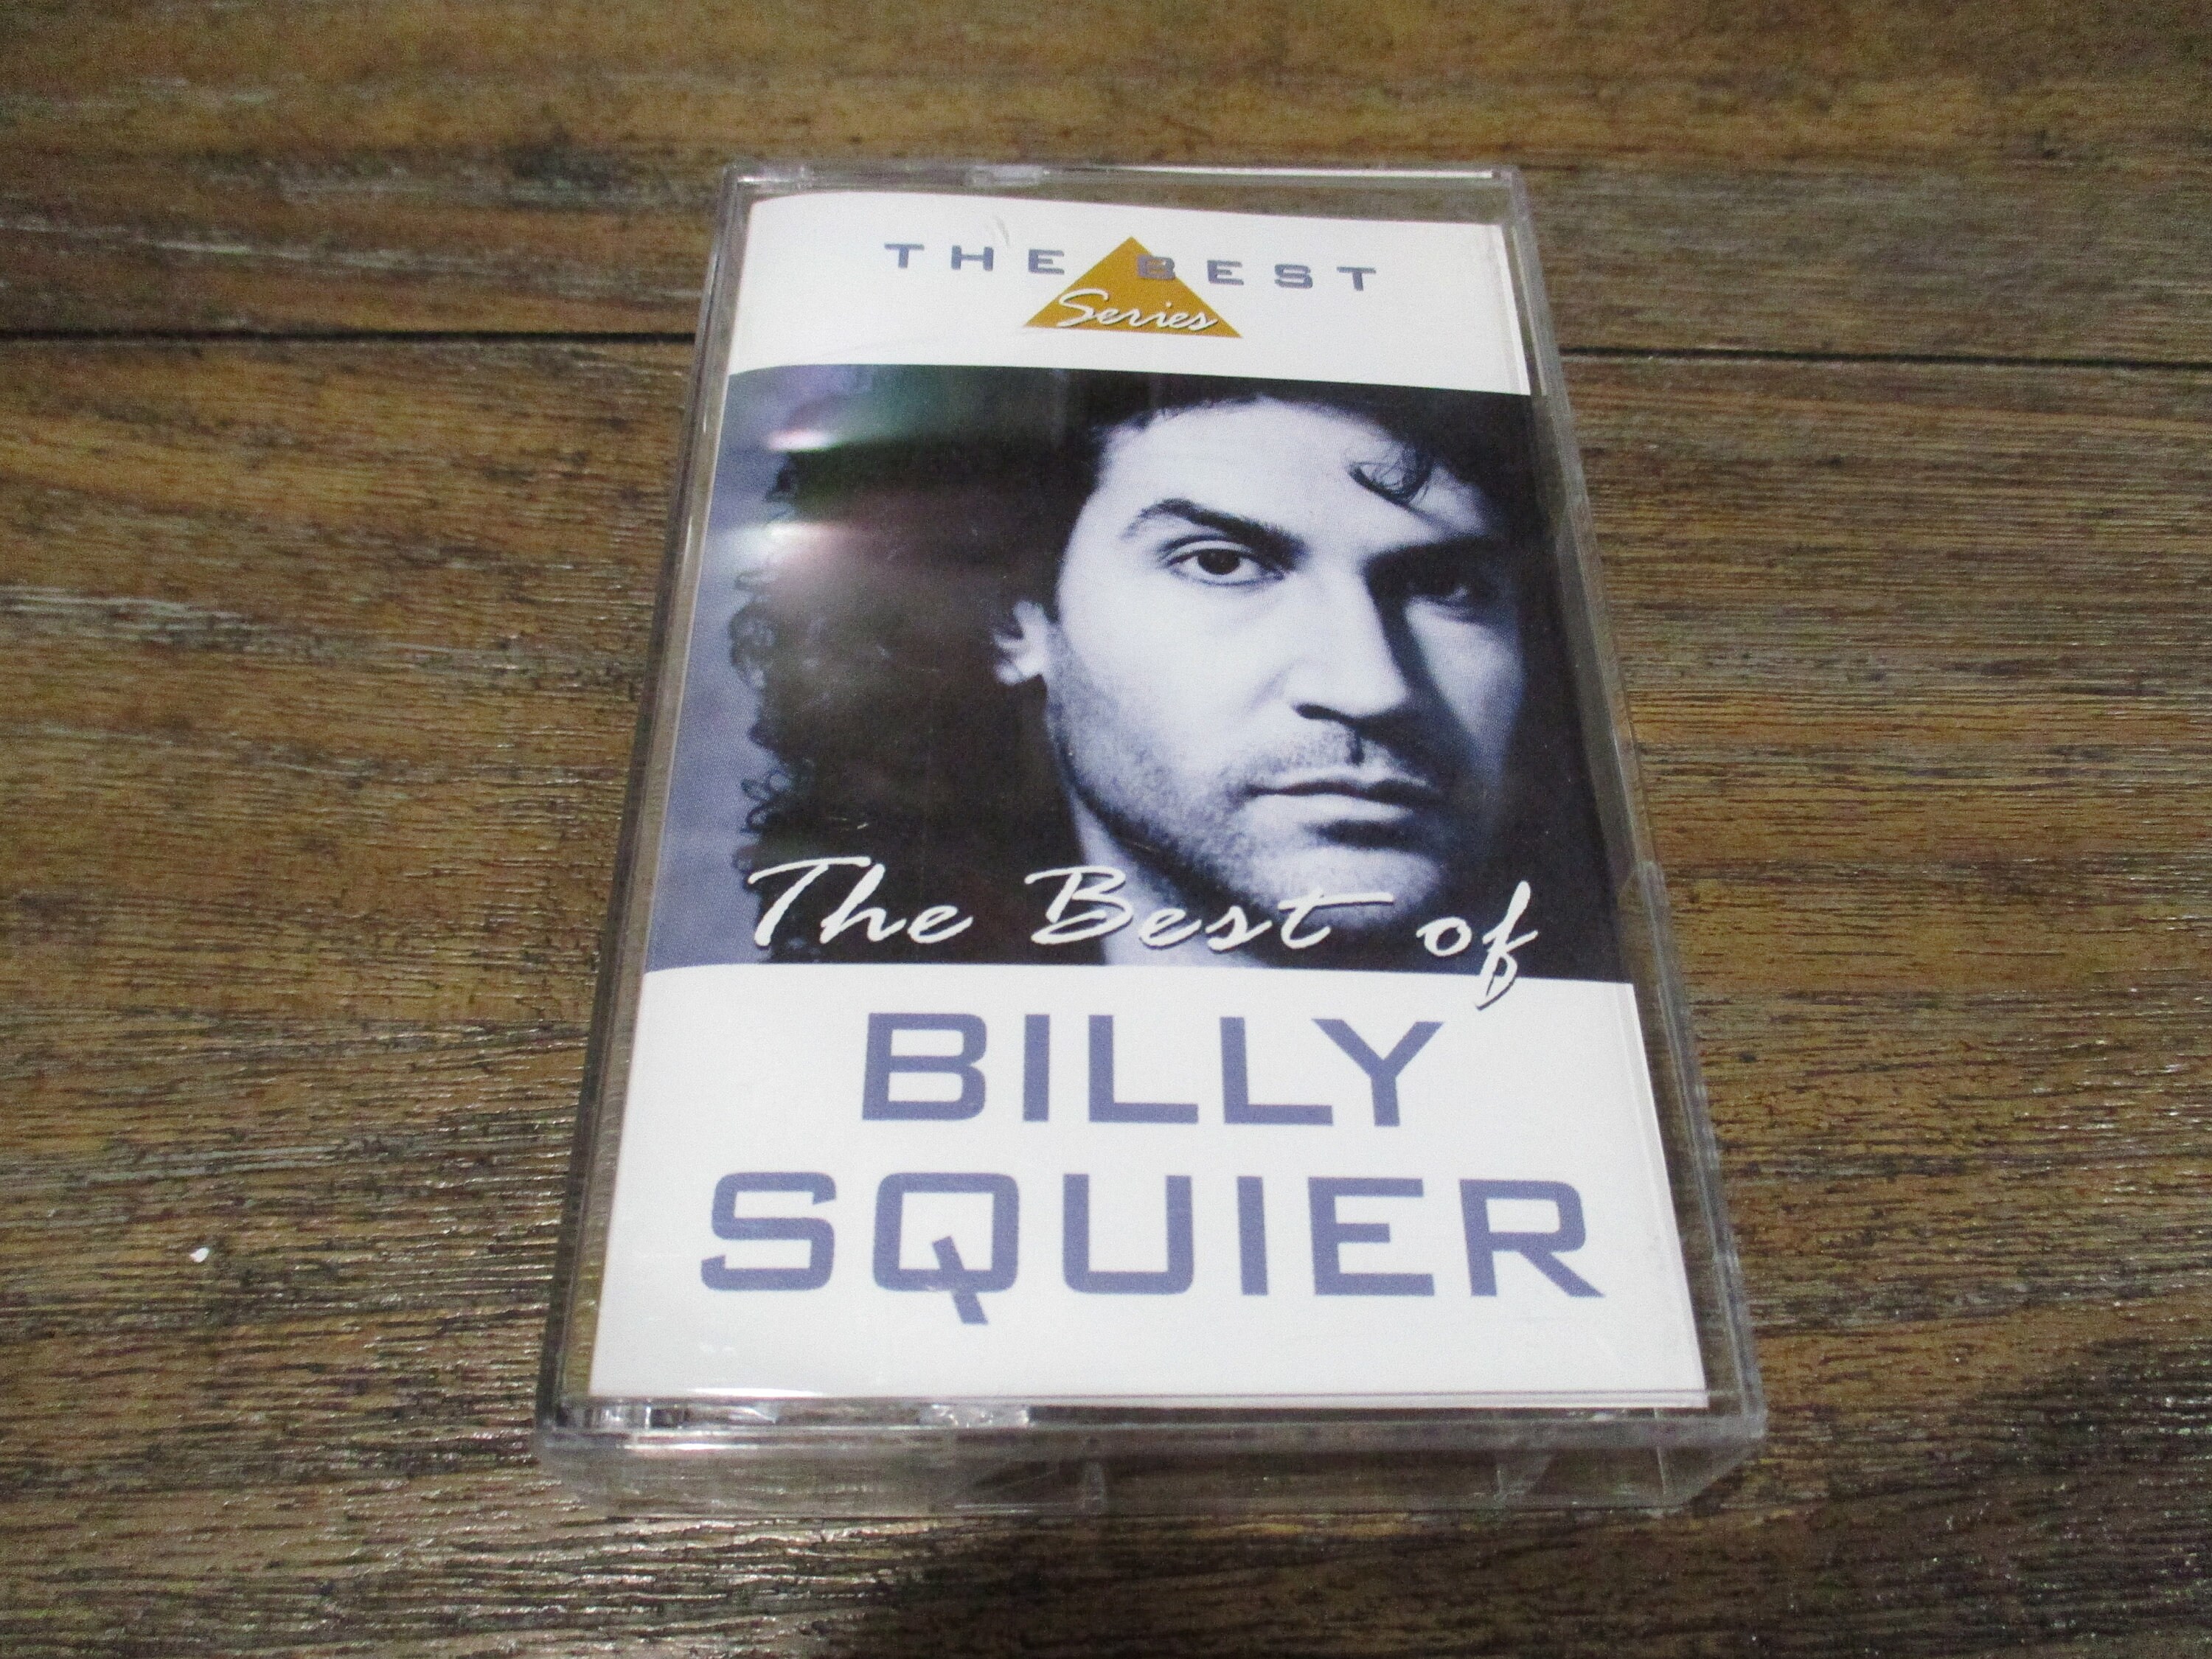 THE BEST
Series
The Best of
BILLY
SQUIER